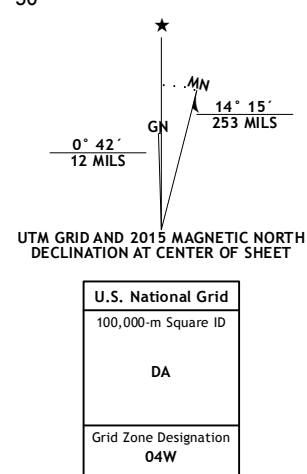 ★
MN
GN
14° 15´
253 MILS
0° 42´
12 MILS
UTM GRID AND 2015 MAGNETIC NORTH
DECLINATION AT CENTER OF SHEET
U.S. National Grid
100,000-m Square ID
DA
Grid Zone Designation
04W